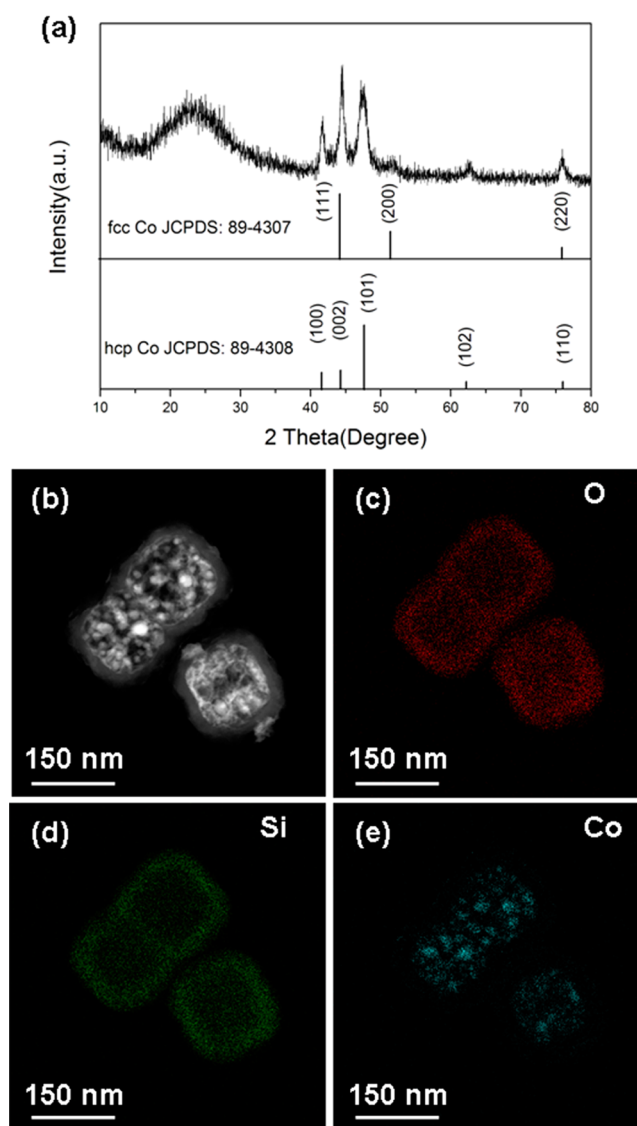 (a)
Intensity(a.u.)
fcc Co JCPDS: 89-4307
(111)
(200)
(220)
hcp Co JCPDS: 89-4308
(100)
(002)
(101)
(102)
(110)
10 20 30 40 50 60 70 80
2 Theta(Degree)
(b)
150 nm
(c) O
150 nm
(d) Si
150 nm
(e) Co
150 nm